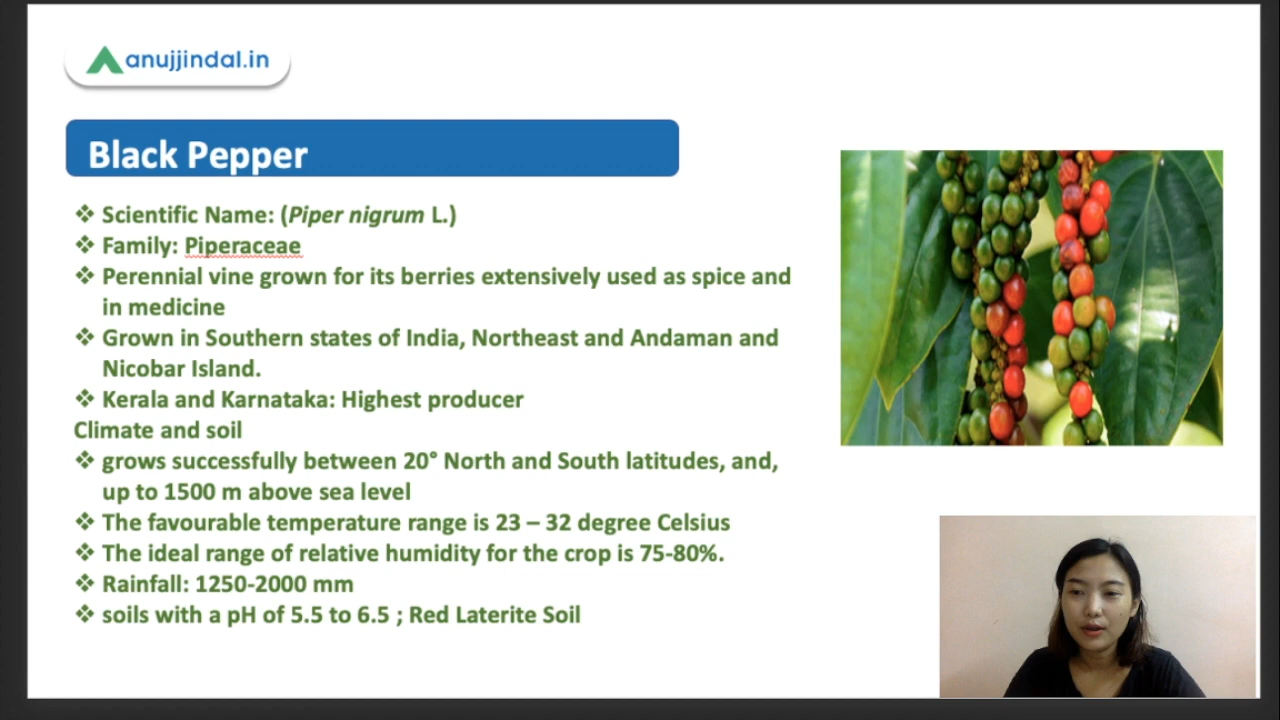 anujjindal.in
Black Pepper
❖ Scientific Name: (Piper nigrum L.)
❖ Family: Piperaceae
❖ Perennial vine grown for its berries extensively used as spice and
in medicine
❖ Grown in Southern states of India, Northeast and Andaman and
Nicobar Island.
❖ Kerala and Karnataka: Highest producer
Climate and soil
❖ grows successfully between 20° North and South latitudes, and,
up to 1500 m above sea level
❖ The favourable temperature range is 23 – 32 degree Celsius
❖ The ideal range of relative humidity for the crop is 75-80%.
❖ Rainfall: 1250-2000 mm
❖ soils with a pH of 5.5 to 6.5 ; Red Laterite Soil